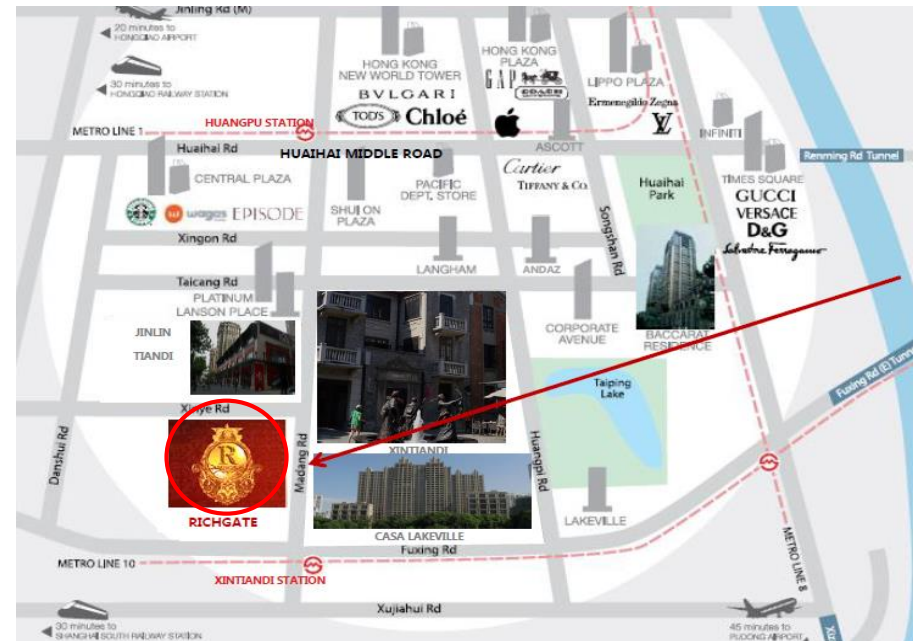 Jinling Rd (M)
20 minutes to
HONGQIAO AIRPORT
30 minutes to
HONGQIAO RAILWAY STATION
HONG KONG
NEW WORLD TOWER
BVLGARI
TOD'S Chloé
HONG KONG
PLAZA
GAP
COACH
LIPPO PLAZA
Ermenegildo Zegna
LV
INFINITI
METRO LINE 1
HUANGPU STATION
ASCOTT
Huaihai Rd
HUAIHAI MIDDLE ROAD
Renming Rd Tunnel
CENTRAL PLAZA
wagas EPISODE
SHUI ON
PLAZA
PACIFIC
DEPT. STORE
Cartier
TIFFANY & CO.
Songshan Rd
Huaihai
Park
TIMES SQUARE
GUCCI
VERSACE
D&G
Salvatore Ferragamo
Xingon Rd
LANGHAM
ANDAZ
Taicang Rd
PLATINUM
LANSON PLACE
JINLIN
TIANDI
CORPORATE
AVENUE
BACCARAT
RESIDENCE
Taiping
Lake
Fuxing Rd (E) Tunn
Xinye Rd
XINTIANDI
Danshui Rd
R
RICHGATE
Madang Rd
Huangpi Rd
CASA LAKEVILLE
LAKEVILLE
Fuxing Rd
METRO LINE 10
XINTIANDI STATION
METRO LINE 8
Xujiahui Rd
30 minutes to
SHANGHAI SOUTH RAILWAY STATION
45 minutes to
PUDONG AIRPORT